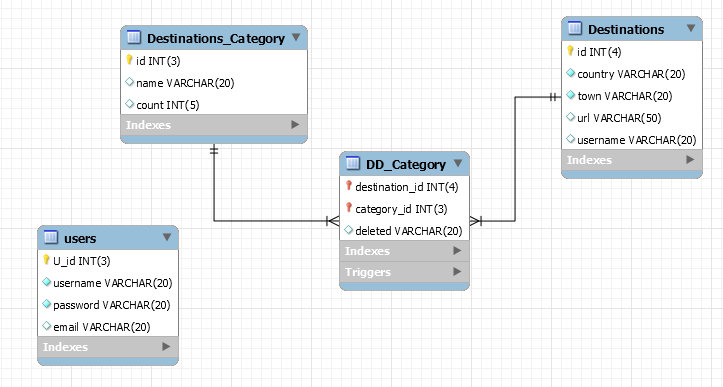 Destinations_Category
id INT(3)
name VARCHAR(20)
count INT(5)
Indexes
Destinations
id INT(4)
country VARCHAR(20)
town VARCHAR(20)
url VARCHAR(50)
username VARCHAR(20)
Indexes
DD_Category
destination_id INT(4)
category_id INT(3)
deleted VARCHAR(20)
Indexes
Triggers
users
U_id INT(3)
username VARCHAR(20)
password VARCHAR(20)
email VARCHAR(20)
Indexes